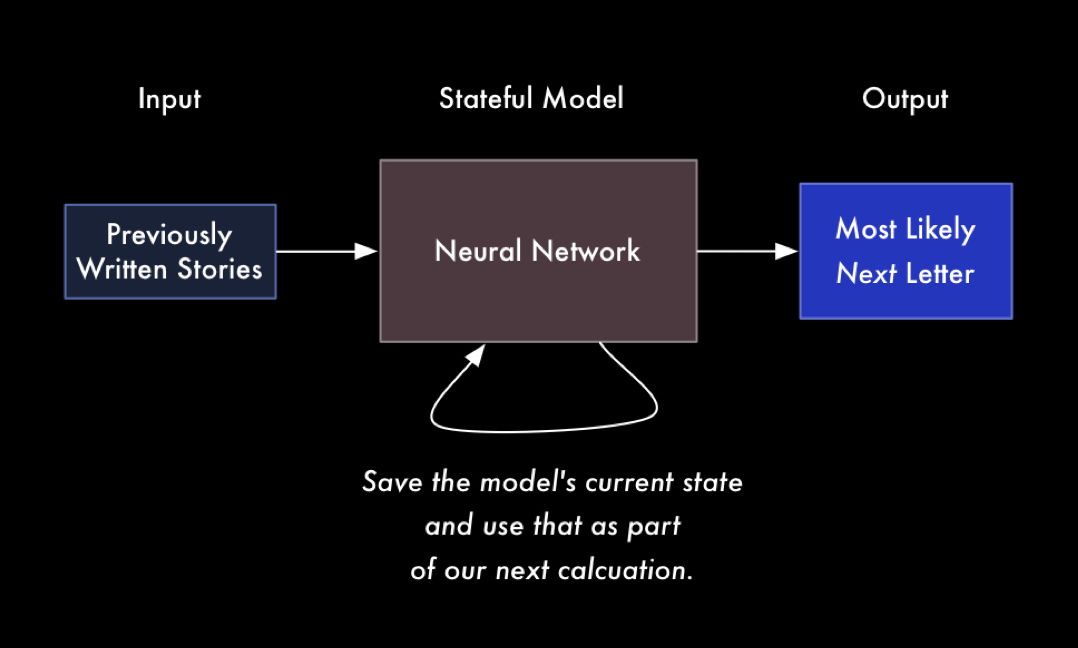 Input
Stateful Model
Output
Previously
Written Stories
Neural Network
Most Likely
Next Letter
Save the model's current state
and use that as part
of our next calcuation.